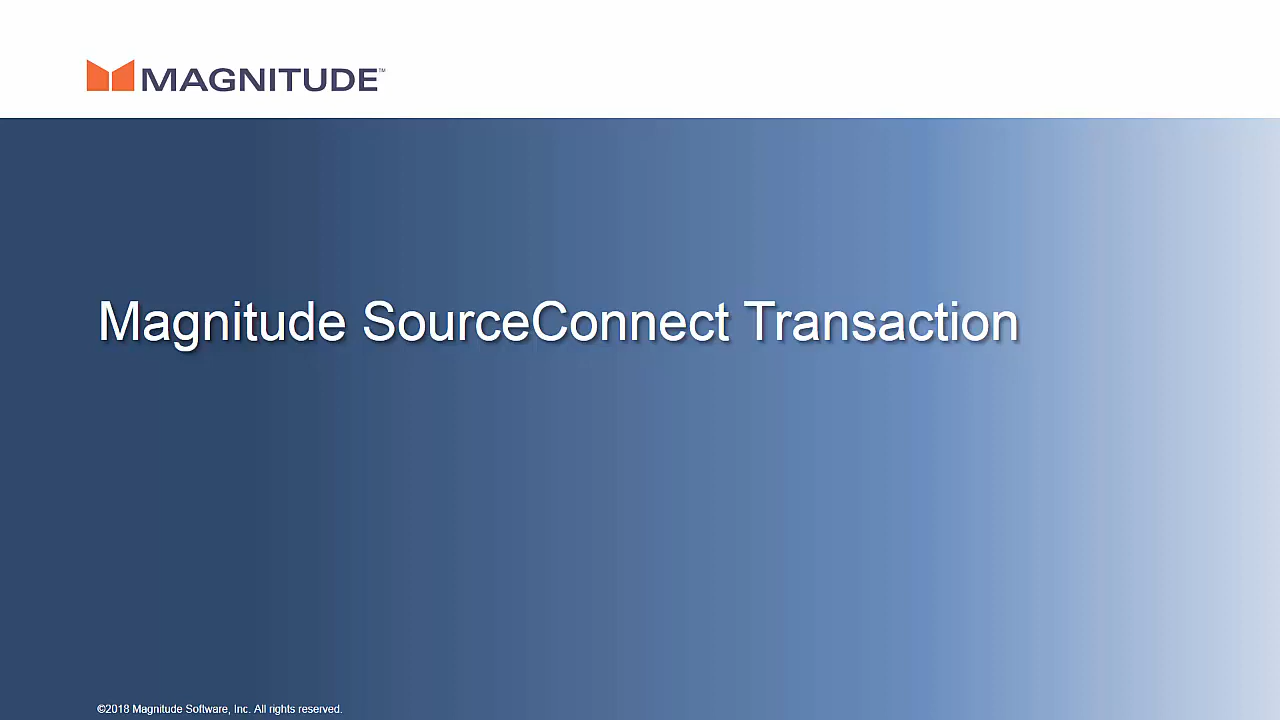 MAGNITUDE™
Magnitude SourceConnect Transaction
©2018 Magnitude Software, Inc. All rights reserved.